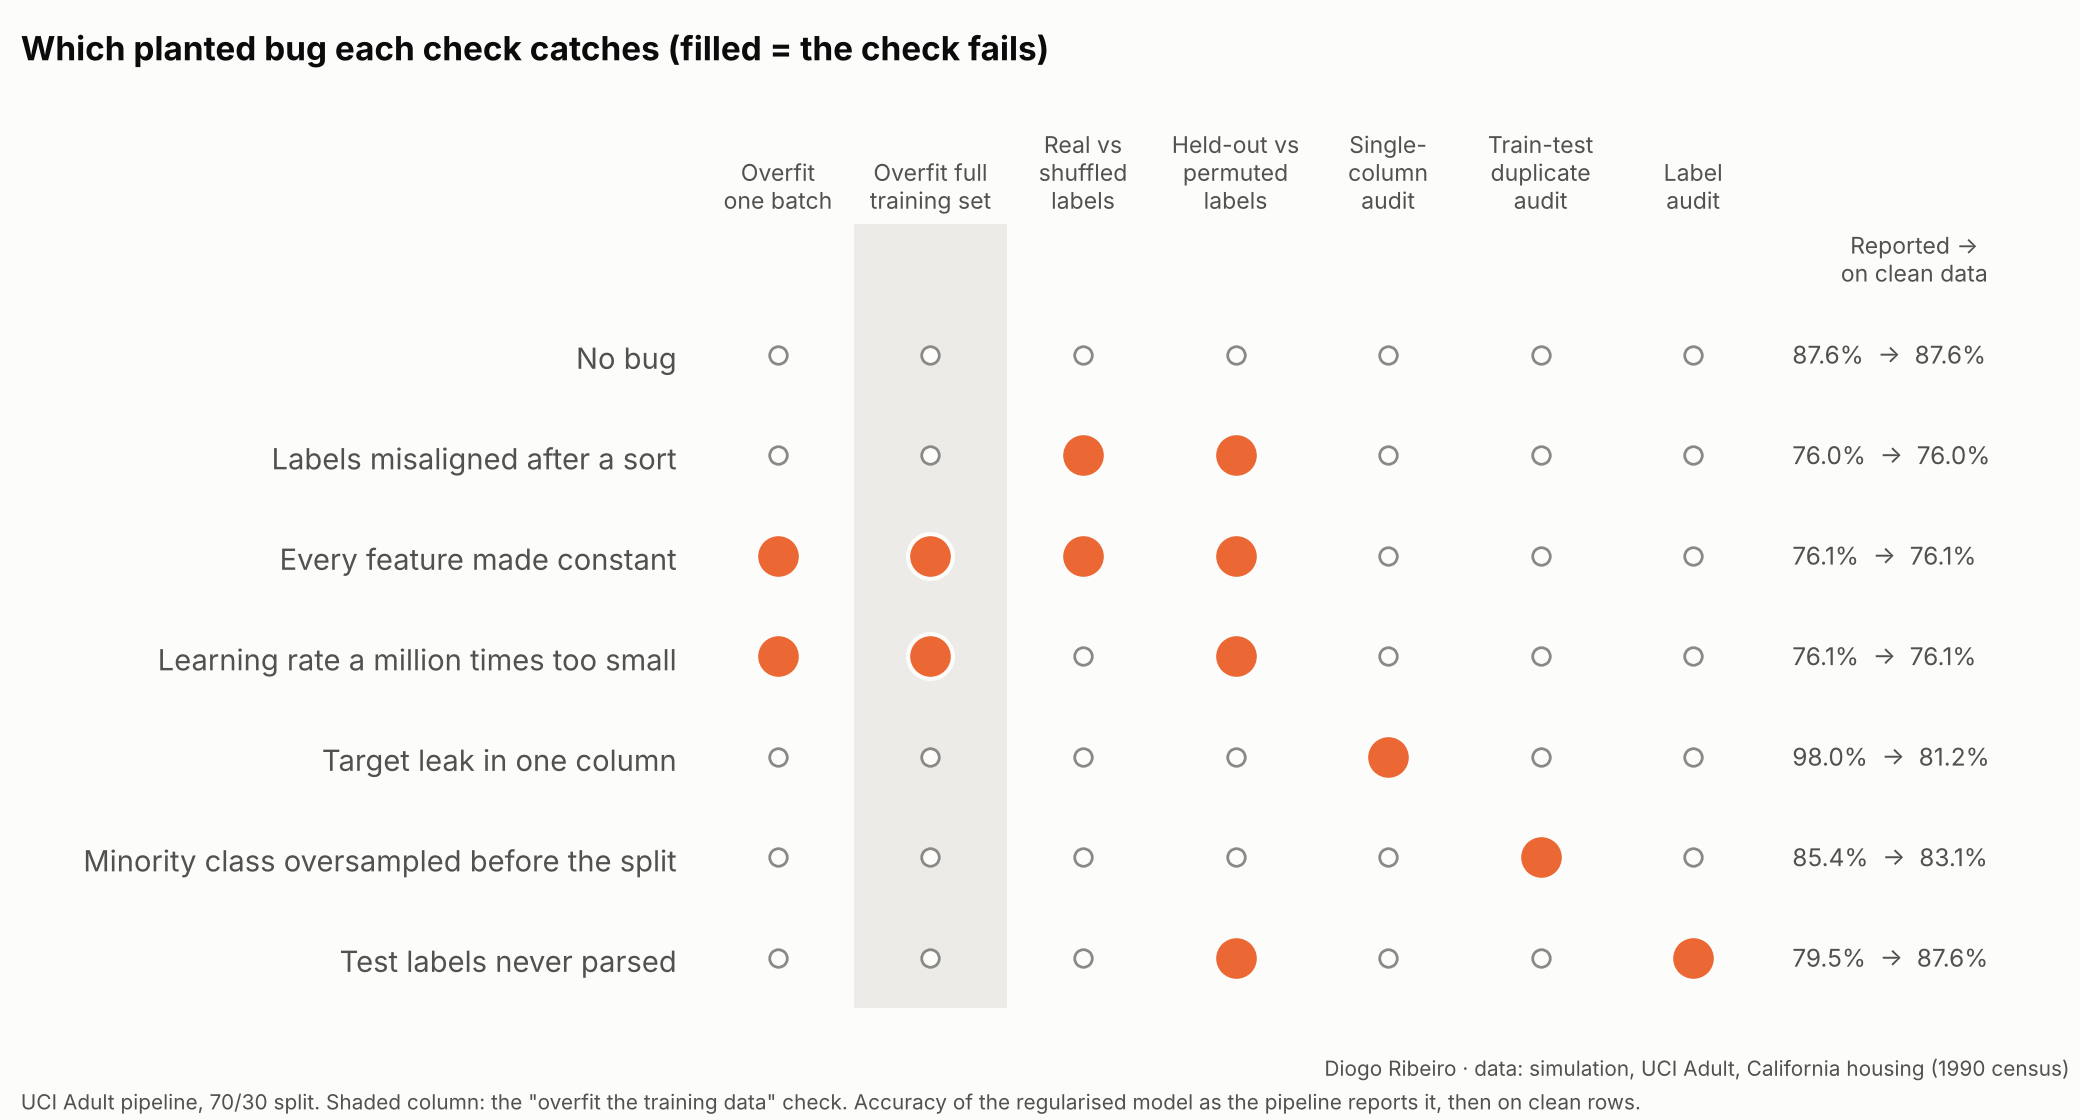 Which planted bug each check catches (filled = the check fails)
Overfit
one batch
Overfit full
training set
Real vs
shuffled
labels
Held-out vs
permuted
labels
Single-
column
audit
Train-test
duplicate
audit
Label
audit
Reported →
on clean data
No bug
87.6% → 87.6%
Labels misaligned after a sort
76.0% → 76.0%
Every feature made constant
76.1% → 76.1%
Learning rate a million times too small
76.1% → 76.1%
Target leak in one column
98.0% → 81.2%
Minority class oversampled before the split
85.4% → 83.1%
Test labels never parsed
79.5% → 87.6%
Diogo Ribeiro · data: simulation, UCI Adult, California housing (1990 census)
UCI Adult pipeline, 70/30 split. Shaded column: the "overfit the training data" check. Accuracy of the regularised model as the pipeline reports it, then on clean rows.